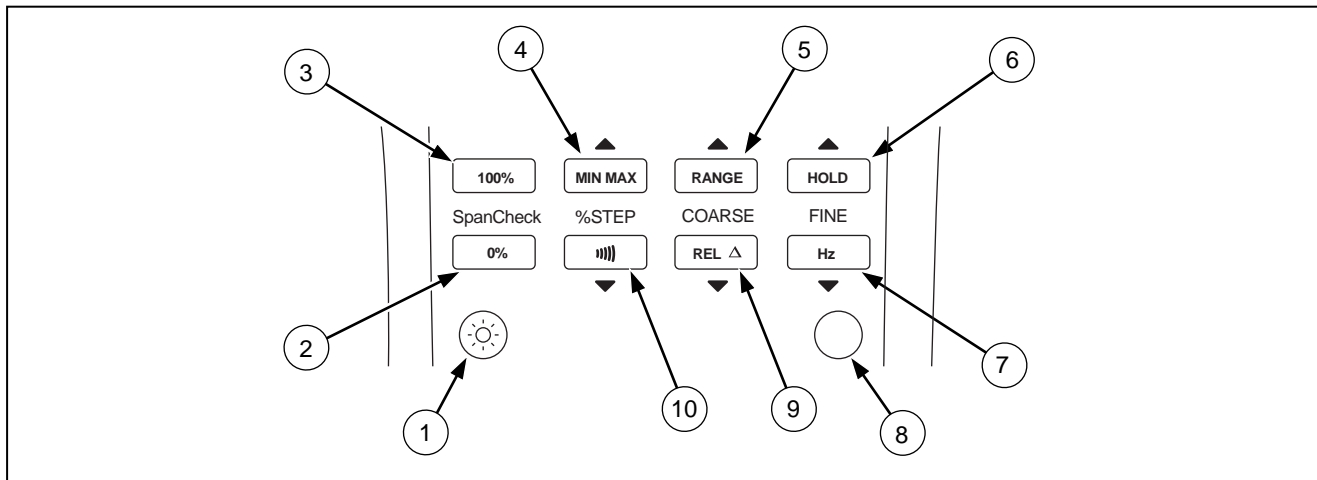 4
5
3
6
100%
MIN MAX
RANGE
HOLD
SpanCheck
%STEP
COARSE
FINE
0%
REL Δ
Hz
2
7
10
9
1
8